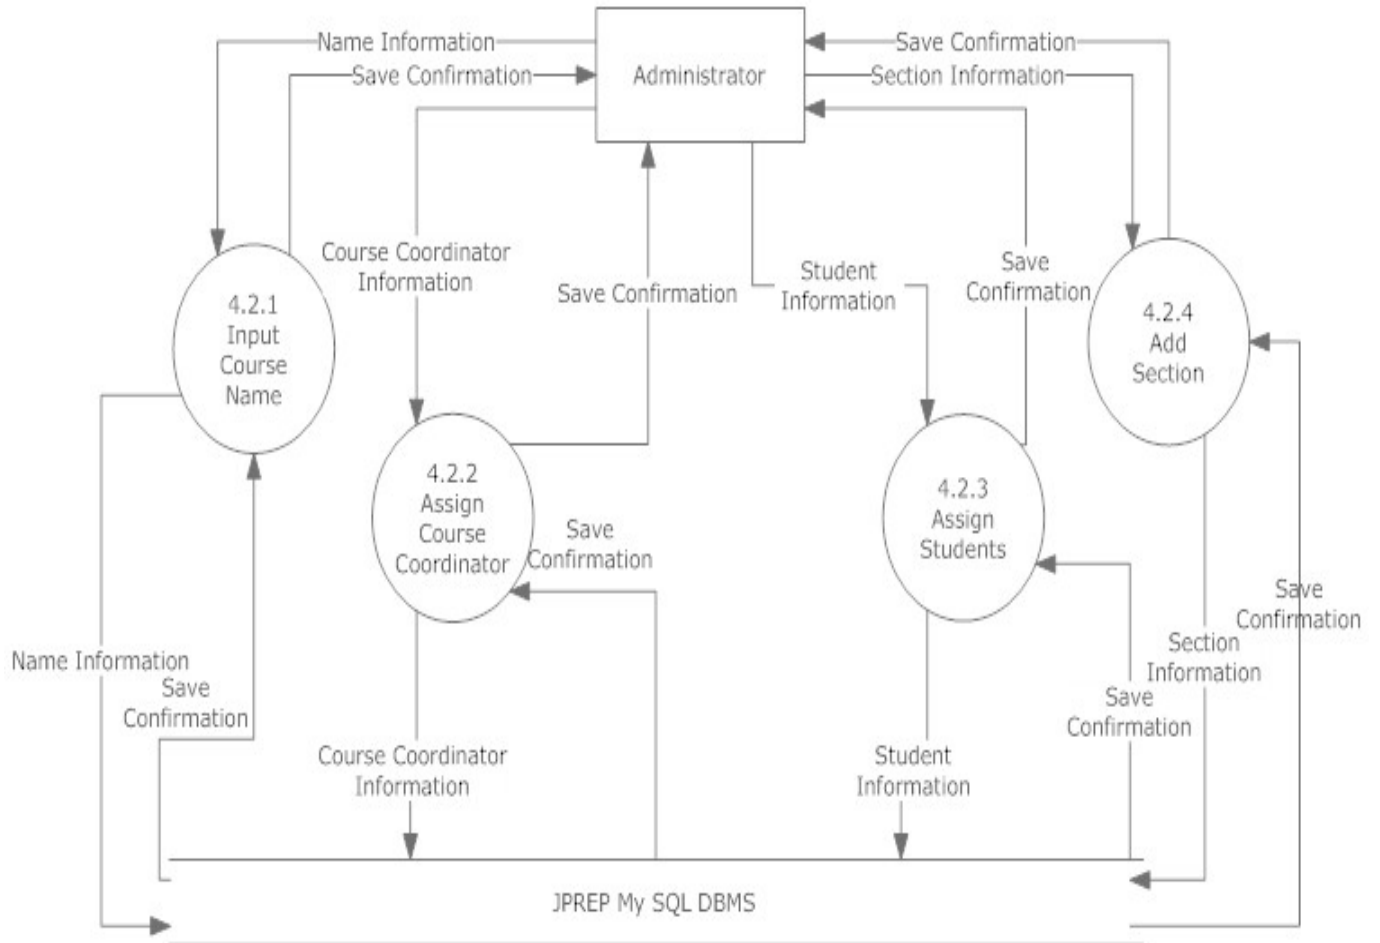 Name Information
Save Confirmation
Administrator
Save Confirmation
Section Information
Course Coordinator
Information
Save Confirmation
Student
Information
Save
Confirmation
4.2.1
Input
Course
Name
4.2.4
Add
Section
4.2.2
Assign
Course
Coordinator
Save
Confirmation
4.2.3
Assign
Students
Name Information
Save
Confirmation
Course Coordinator
Information
Student
Information
Save
Confirmation
Section
Information
Save
Confirmation
JPREP My SQL DBMS